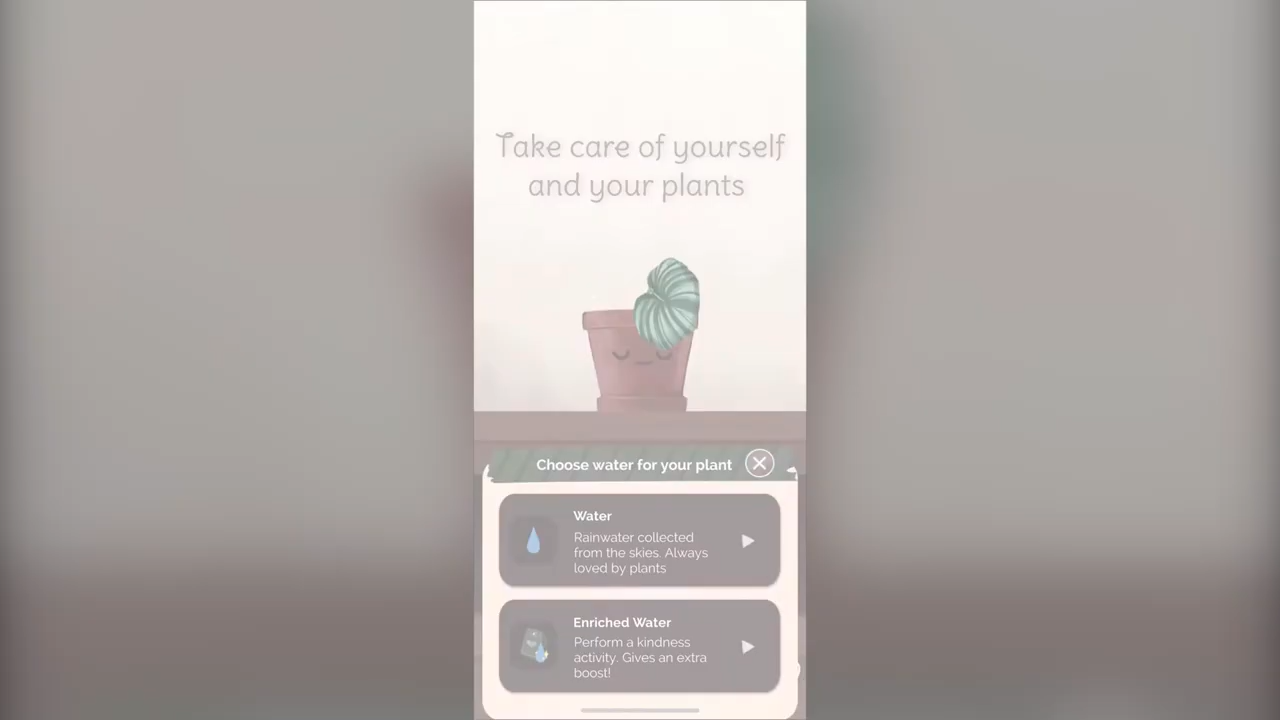 Take care of yourself
and your plants
Choose water for your plant
Water
Rainwater collected
from the skies. Always
loved by plants
Enriched Water
Perform a kindness
activity. Gives an extra
boost!